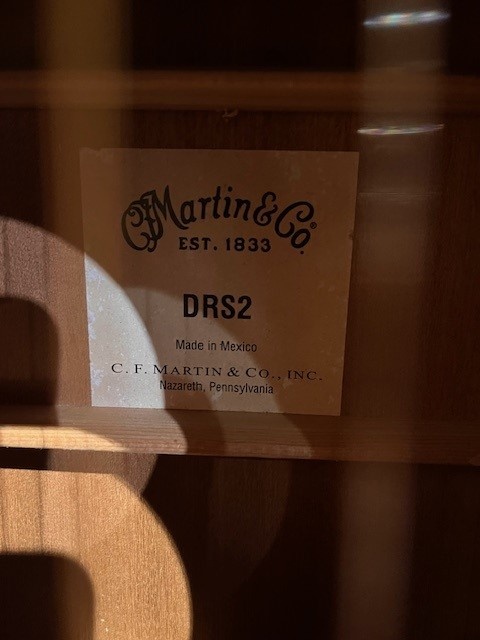 CFMartin & Co.
EST. 1833
DRS2
Made in Mexico
C. F. MARTIN & CO., INC.
Nazareth, Pennsylvania